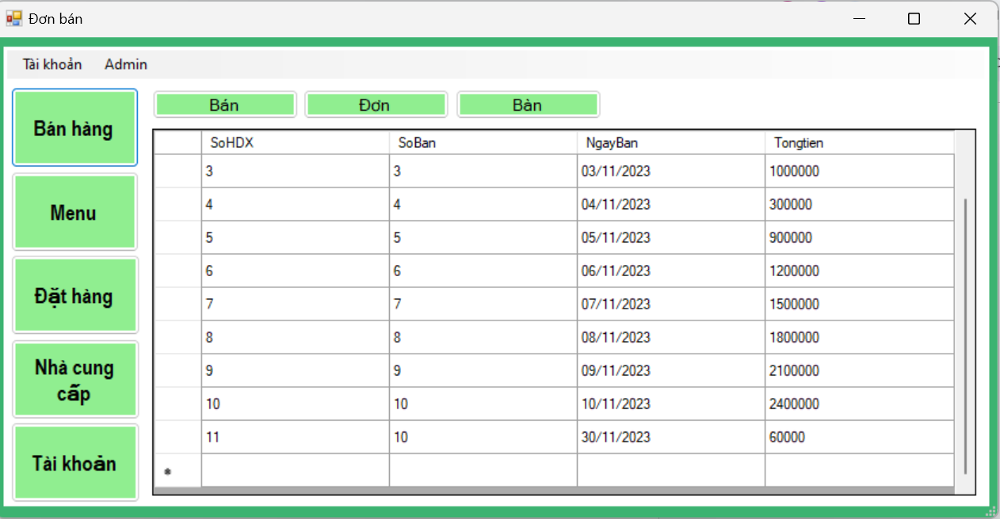 Đơn bán
Tài khoản Admin
Bán hàng
Menu
Đặt hàng
Nhà cung
cấp
Tài khoản
Bán Đơn Bàn
SoHDX SoBan NgayBan Tongtien
3 3 03/11/2023 1000000
4 4 04/11/2023 300000
5 5 05/11/2023 900000
6 6 06/11/2023 1200000
7 7 07/11/2023 1500000
8 8 08/11/2023 1800000
9 9 09/11/2023 2100000
10 10 10/11/2023 2400000
11 10 30/11/2023 60000